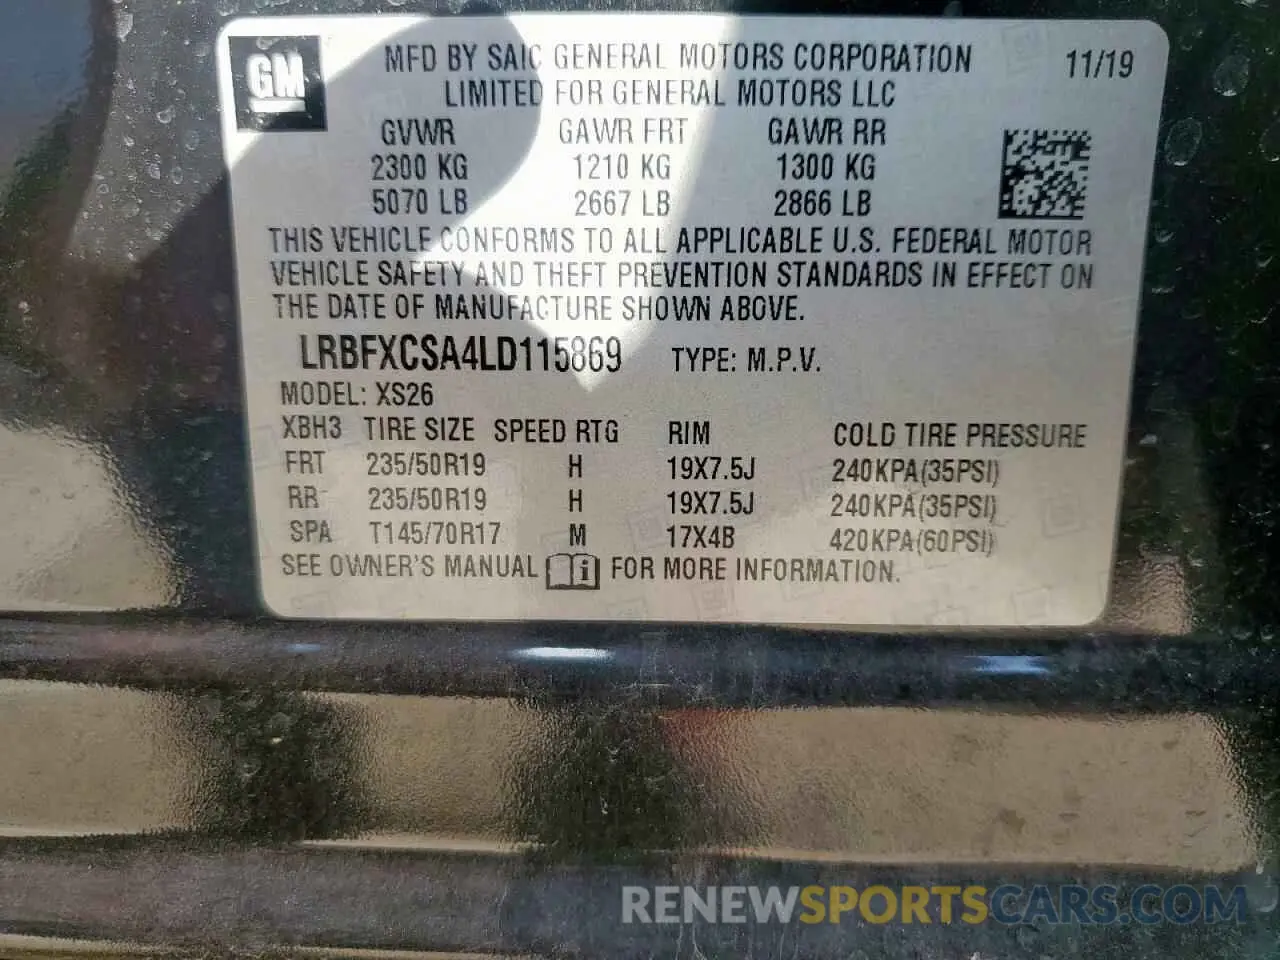 GM
MFD BY SAIC GENERAL MOTORS CORPORATION 11/19
LIMITED FOR GENERAL MOTORS LLC
GVWR GAWR FRT GAWR RR
2300 KG 1210 KG 1300 KG
5070 LB 2667 LB 2866 LB
THIS VEHICLE CONFORMS TO ALL APPLICABLE U.S. FEDERAL MOTOR
VEHICLE SAFETY AND THEFT PREVENTION STANDARDS IN EFFECT ON
THE DATE OF MANUFACTURE SHOWN ABOVE.
LRBFXCSA4LD115869 TYPE: M.P.V.
MODEL: XS26
XBH3 TIRE SIZE SPEED RTG RIM COLD TIRE PRESSURE
FRT 235/50R19 H 19X7.5J 240KPA(35PSI)
RR 235/50R19 H 19X7.5J 240KPA(35PSI)
SPA T145/70R17 M 17X4B 420KPA(60PSI)
SEE OWNER'S MANUAL i FOR MORE INFORMATION.
RENEWSPORTSCARS.COM